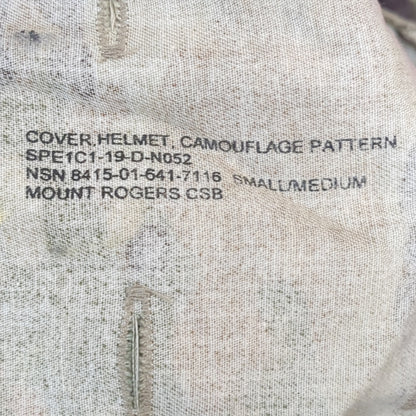 COVER, HELMET, CAMOUFLAGE PATTERN
SPE1C1-19-D-N052
NSN 8415-01-641-7116 SMALL/MEDIUM
MOUNT ROGERS CSB